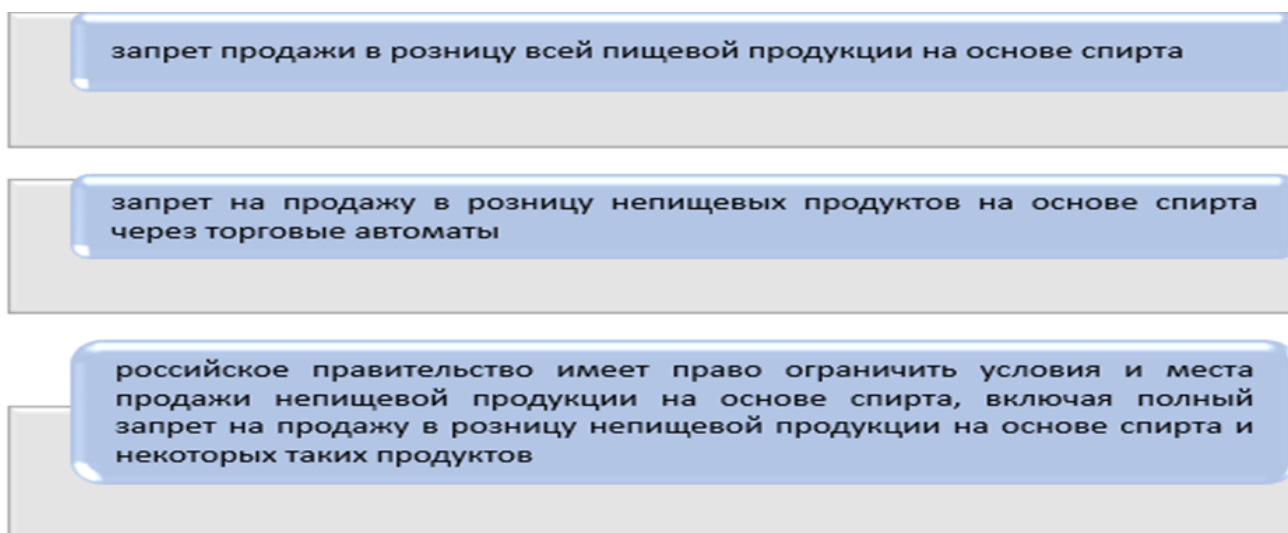 запрет продажи в розницу всей пищевой продукции на основе спирта
запрет на продажу в розницу непищевых продуктов на основе спирта
через торговые автоматы
российское правительство имеет право ограничить условия и места
продажи непищевой продукции на основе спирта, включая полный
запрет на продажу в розницу непищевой продукции на основе спирта и
некоторых таких продуктов